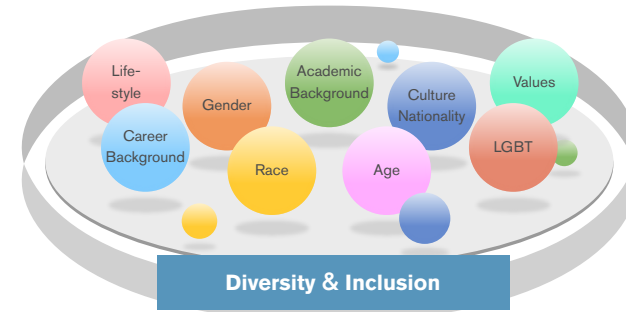 Life-
style
Gender
Academic
Background
Culture
Nationality
Values
Career
Background
Race
Age
LGBT
Diversity & Inclusion